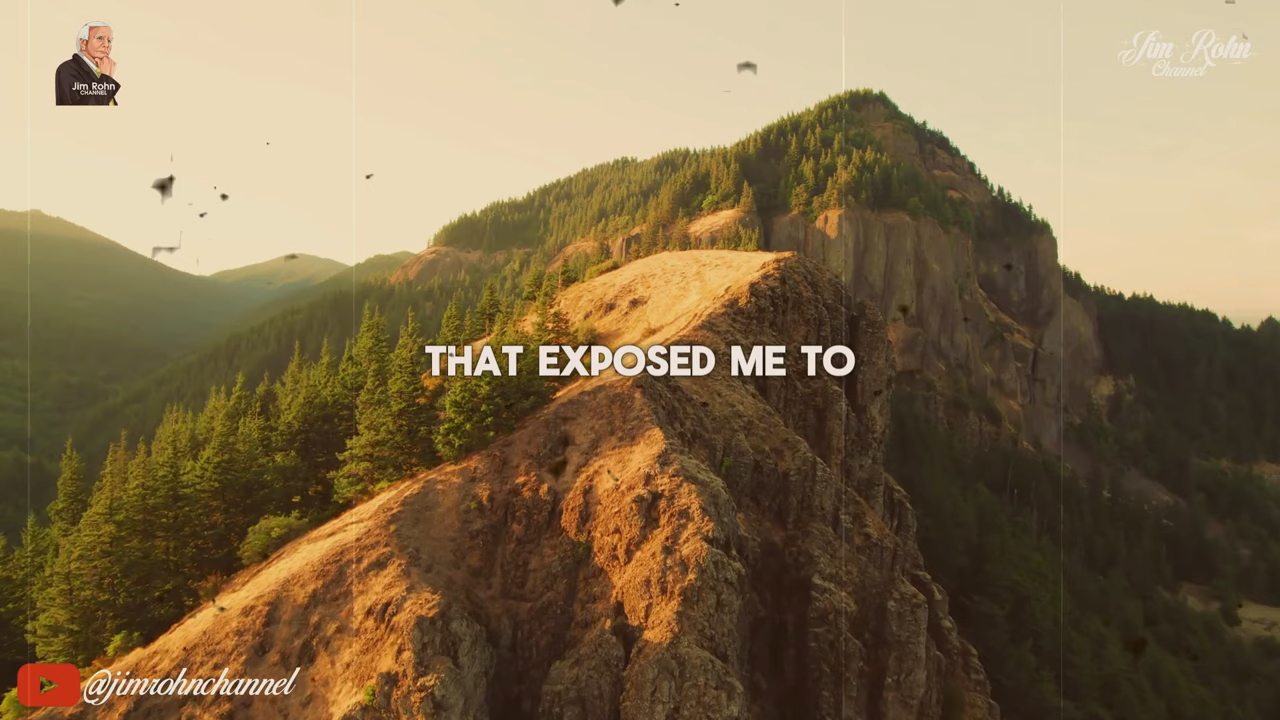 Jim Rohn
CHANNEL
Jim Rohn
Channel
THAT EXPOSED ME TO
@jimrohnchannel